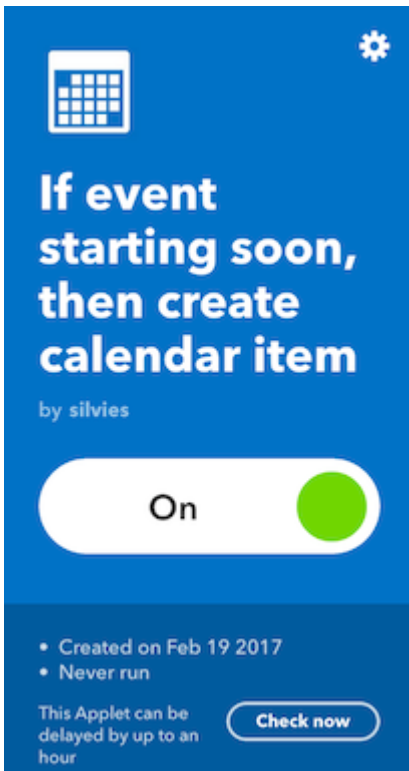 If event
starting soon,
then create
calendar item
by silvies
On
• Created on Feb 19 2017
• Never run
This Applet can be
delayed by up to an
hour
Check now